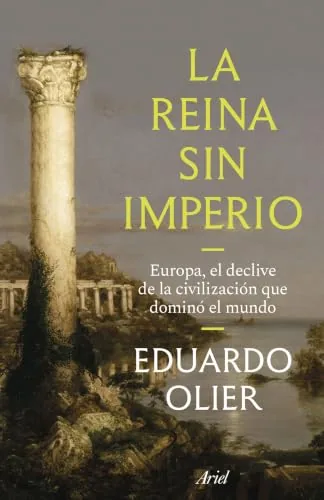 LA
REINA
SIN
IMPERIO
Europa, el declive
de la civilización que
dominó el mundo
EDUARDO
OLIER
Ariel